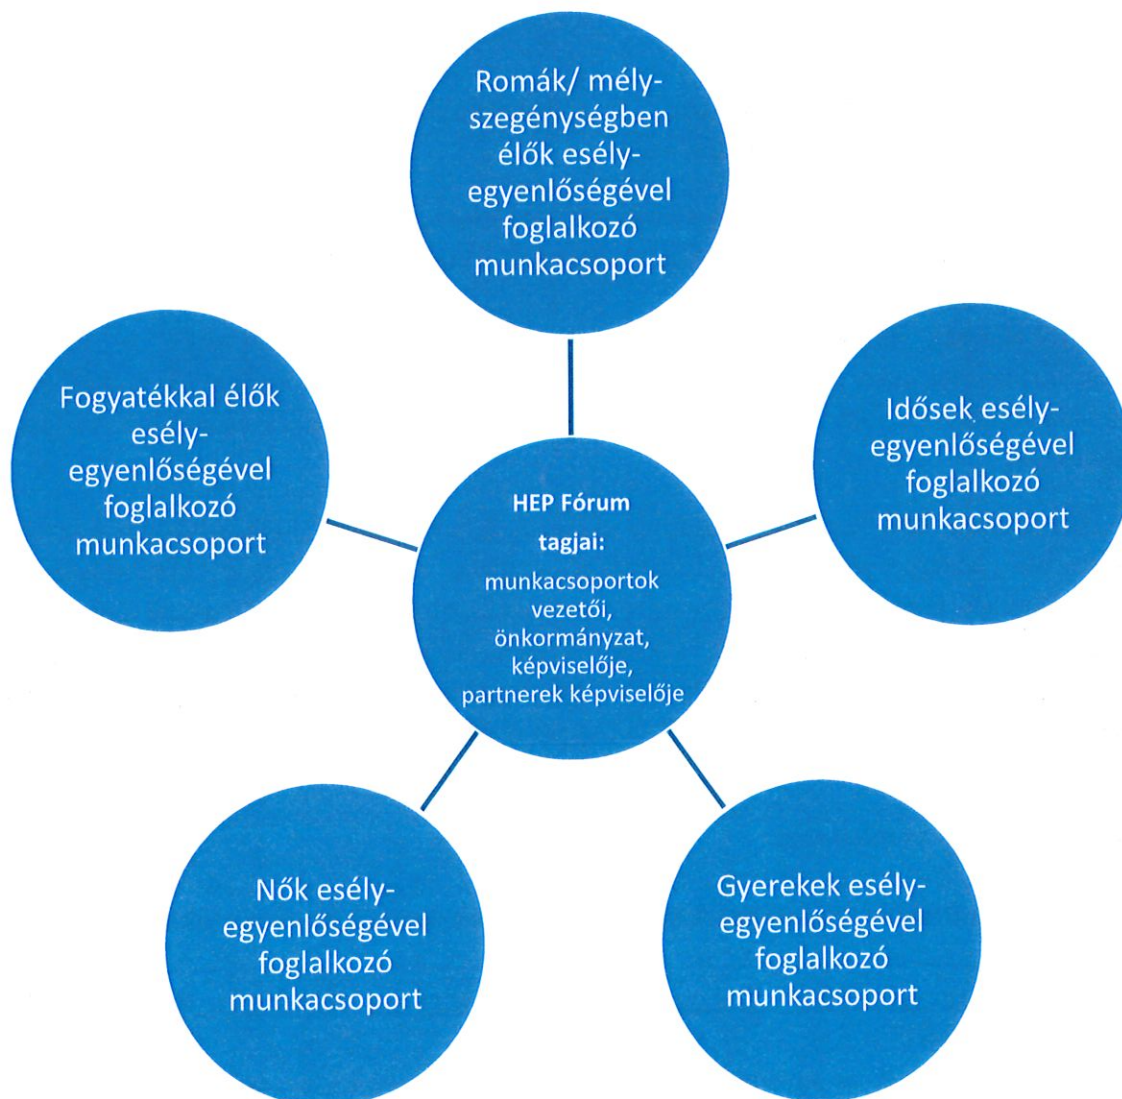 Romák/ mély-
szegénységben
élők esély-
egyenlőségével
foglalkozó
munkacsoport
Fogyatékkal élők
esély-
egyenlőségével
foglalkozó
munkacsoport
Idősek esély-
egyenlőségével
foglalkozó
munkacsoport
HEP Fórum
tagjai:
munkacsoportok
vezetői,
önkormányzat,
képviselője,
partnerek képviselője
Nők esély-
egyenlőségével
foglalkozó
munkacsoport
Gyerekek esély-
egyenlőségével
foglalkozó
munkacsoport